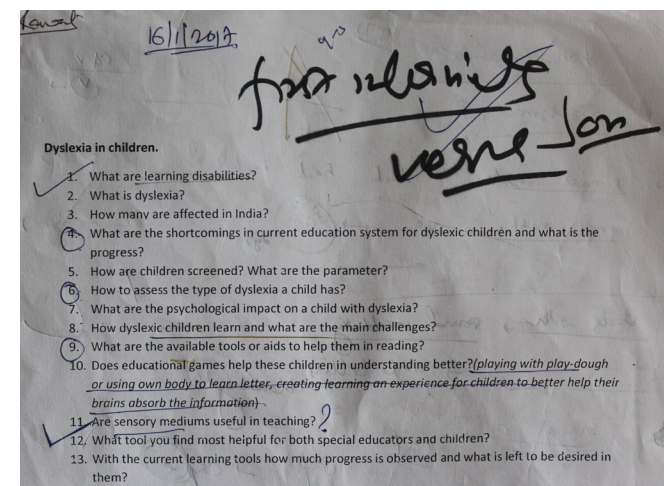 16/1/2017
verse
Dyslexia in children.
1. What are learning disabilities?
2. What is dyslexia?
3. How many are affected in India?
4. What are the shortcomings in current education system for dyslexic children and what is the
progress?
5. How are children screened? What are the parameter?
6. How to assess the type of dyslexia a child has?
7. What are the psychological impact on a child with dyslexia?
8. How dyslexic children learn and what are the main challenges?
9. What are the available tools or aids to help them in reading?
10. Does educational games help these children in understanding better?(playing with play-dough
or using own body to learn letter, creating learning an experience for children to better help their
brains absorb the information)
11. Are sensory mediums useful in teaching? ?
12. What tool you find most helpful for both special educators and children?
13. With the current learning tools how much progress is observed and what is left to be desired in
them?